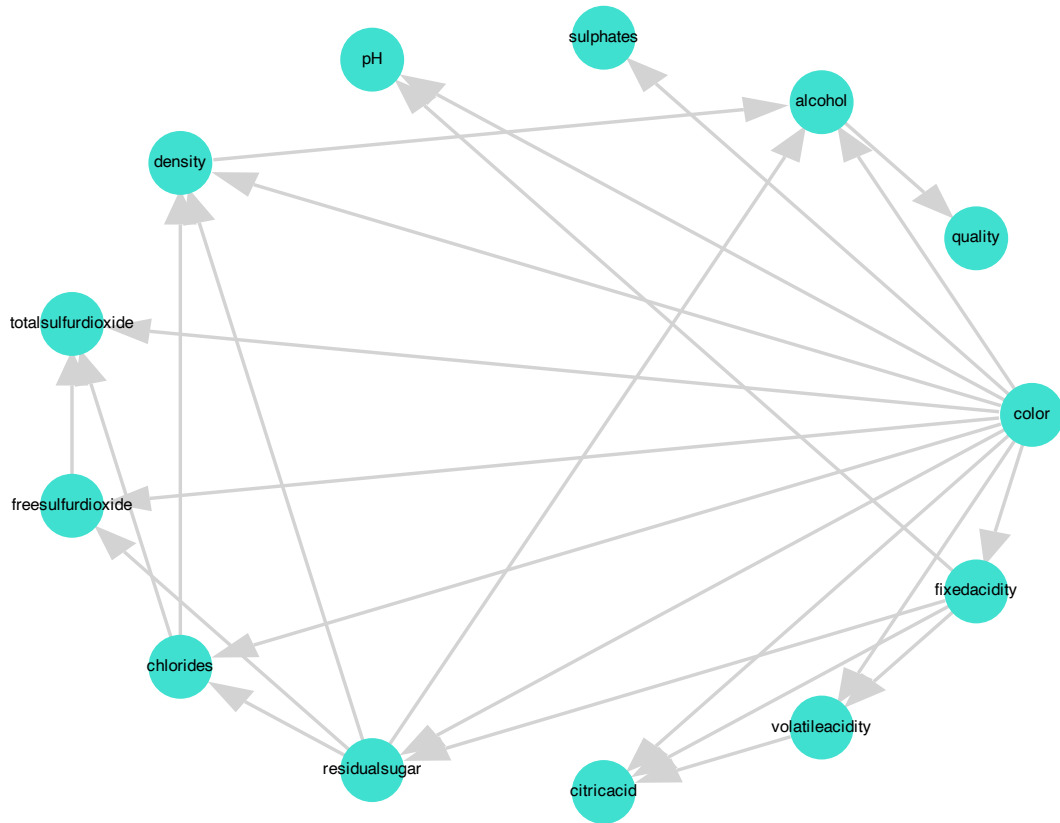 sulphates
pH
alcohol
density
quality
totalsulfurdioxide
color
freesulfurdioxide
fixedacidity
chlorides
volatileacidity
residualsugar
citricacid